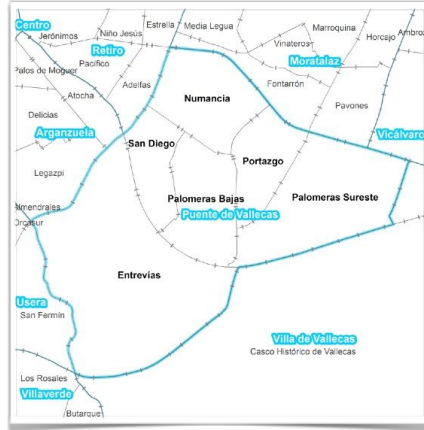 Centro
Estrella
Media Legua
Marroquina
Niño Jesús
Jerónimos
Horcajo
Ambroz
Vinateros
Retiro
Moratalaz
Pacífico
Palos de Moguer
Adelfas
Fontarrón
Atocha
Numancia
Pavones
Delicias
Arganzuela
Vicálvaro
San Diego
Portazgo
Legazpi
Palomeras Bajas
Palomeras Sureste
Almendrales
Puente de Vallecas
Orcasur
Entrevías
Usera
San Fermín
Villa de Vallecas
Casco Histórico de Vallecas
Los Rosales
Villaverde
Butarque